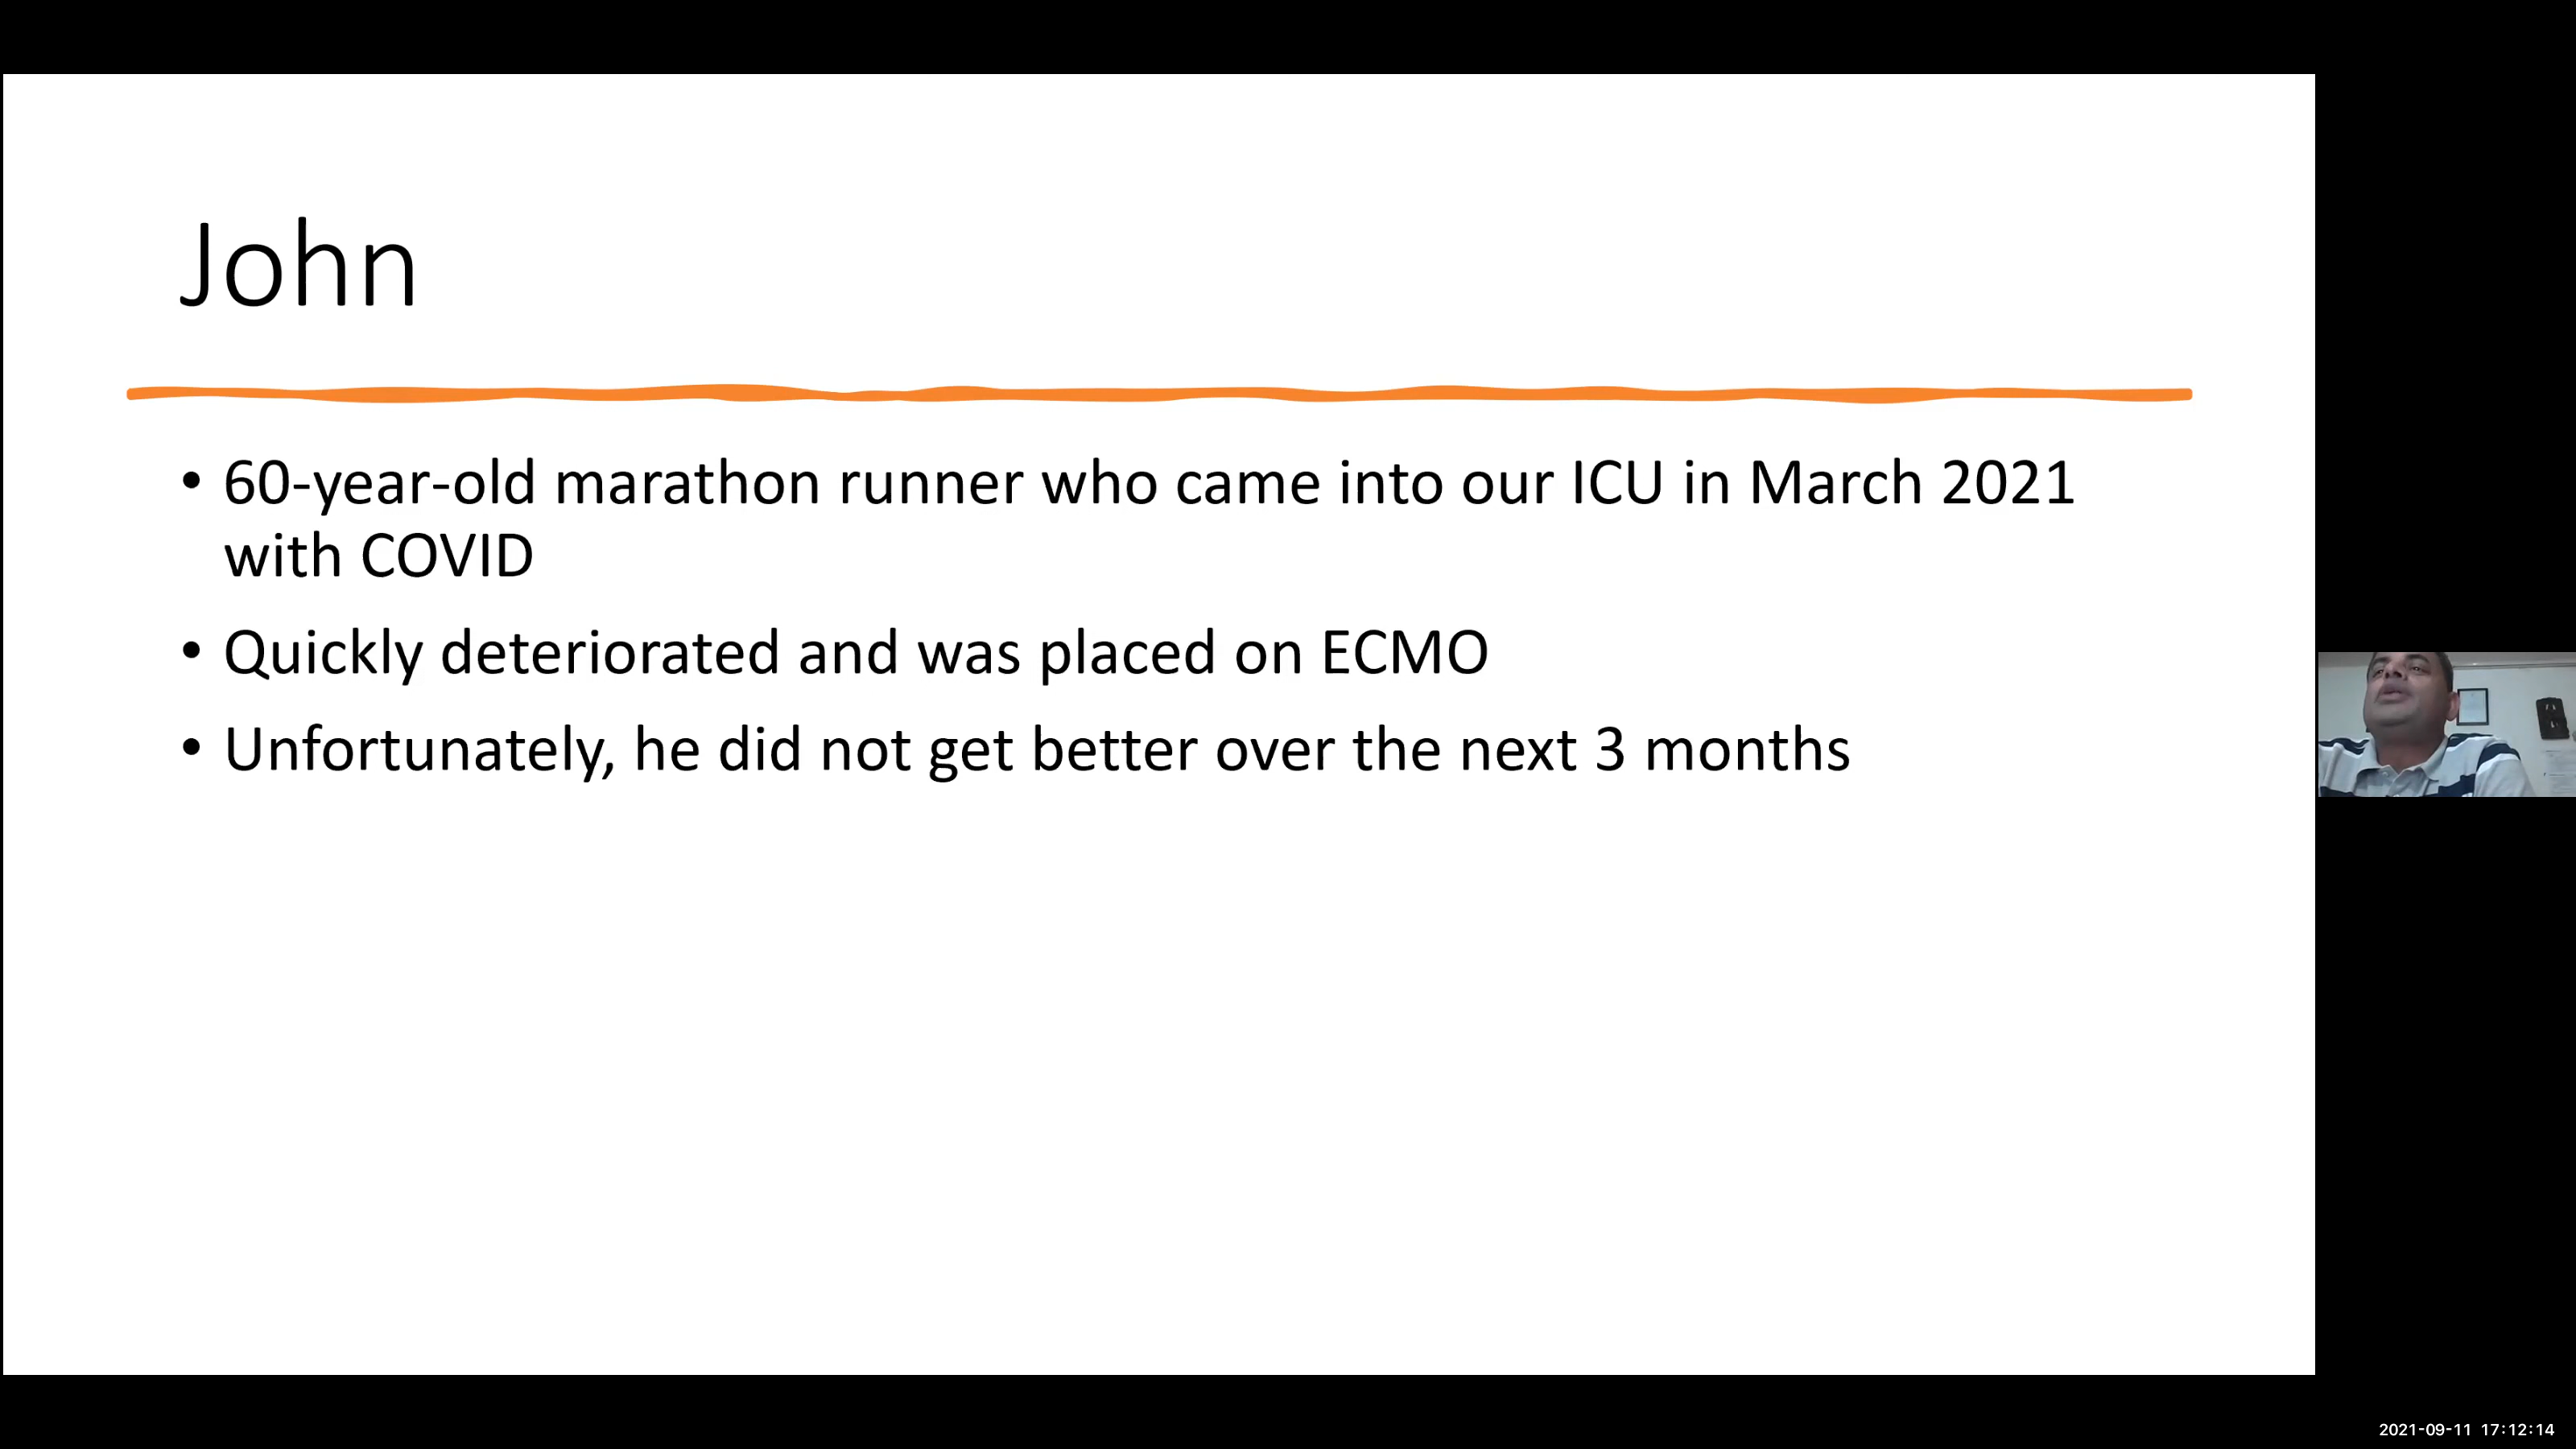 John
• 60-year-old marathon runner who came into our ICU in March 2021
with COVID
• Quickly deteriorated and was placed on ECMO
• Unfortunately, he did not get better over the next 3 months
2021-09-11 17:12:14